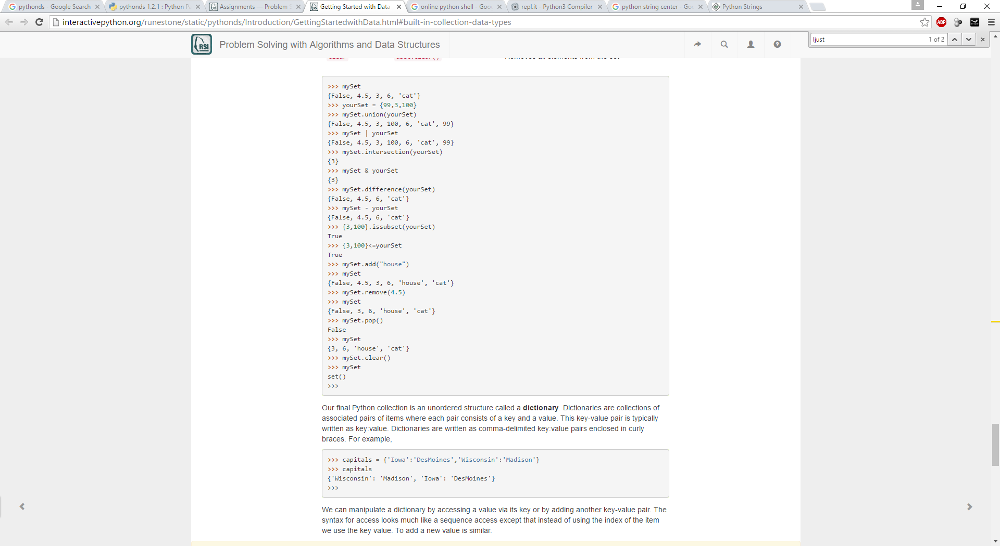 pythonds - Google Search
pythonds 1.2.1 : Python P
Assignments — Problem S
Getting Started with Data
online python shell - Goo
repl.it - Python3 Compiler
python string center - Go
Python Strings
interactivepython.org/runestone/static/pythonds/Introduction/GettingStartedwithData.html#built-in-collection-data-types
ABP
RSI
Problem Solving with Algorithms and Data Structures
ljust
1 of 2
>>> mySet
{False, 4.5, 3, 6, 'cat'}
>>> yourSet = {99,3,100}
>>> mySet.union(yourSet)
{False, 4.5, 3, 100, 6, 'cat', 99}
>>> mySet | yourSet
{False, 4.5, 3, 100, 6, 'cat', 99}
>>> mySet.intersection(yourSet)
{3}
>>> mySet & yourSet
{3}
>>> mySet.difference(yourSet)
{False, 4.5, 6, 'cat'}
>>> mySet - yourSet
{False, 4.5, 6, 'cat'}
>>> {3,100}.issubset(yourSet)
True
>>> {3,100}<=yourSet
True
>>> mySet.add("house")
>>> mySet
{False, 4.5, 3, 6, 'house', 'cat'}
>>> mySet.remove(4.5)
>>> mySet
{False, 3, 6, 'house', 'cat'}
>>> mySet.pop()
False
>>> mySet
{3, 6, 'house', 'cat'}
>>> mySet.clear()
>>> mySet
set()
>>>
Our final Python collection is an unordered structure called a dictionary. Dictionaries are collections of
associated pairs of items where each pair consists of a key and a value. This key-value pair is typically
written as key:value. Dictionaries are written as comma-delimited key:value pairs enclosed in curly
braces. For example,
>>> capitals = {'Iowa':'DesMoines','Wisconsin':'Madison'}
>>> capitals
{'Wisconsin': 'Madison', 'Iowa': 'DesMoines'}
>>>
We can manipulate a dictionary by accessing a value via its key or by adding another key-value pair. The
syntax for access looks much like a sequence access except that instead of using the index of the item
we use the key value. To add a new value is similar.